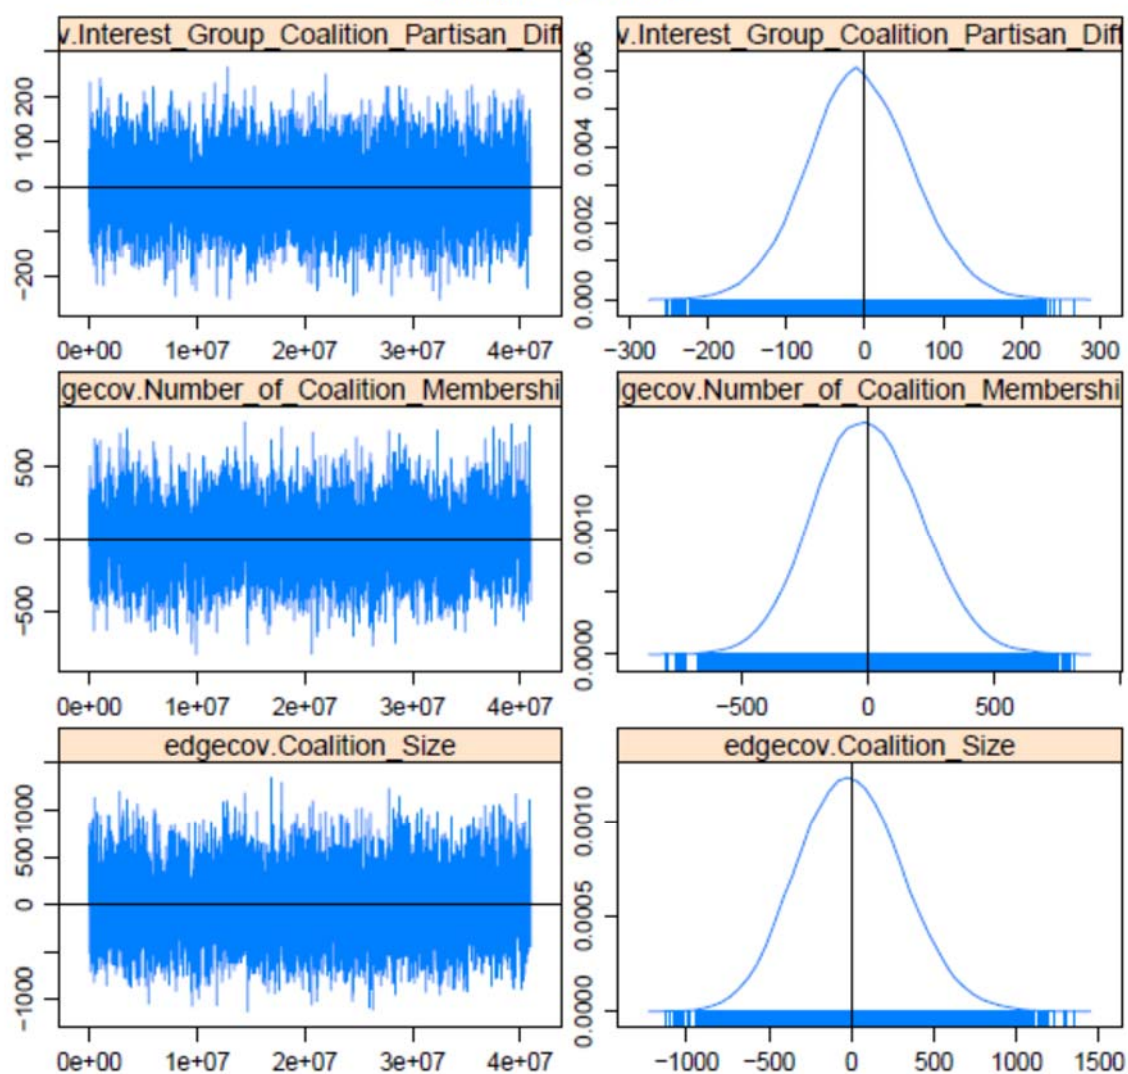 v.Interest_Group_Coalition_Partisan_Diff
v.Interest_Group_Coalition_Partisan_Diff
200
100
0
−200
0e+00 1e+07 2e+07 3e+07 4e+07
0.006
0.004
0.002
0.000
−300 −200 −100 0 100 200 300
gecov.Number_of_Coalition_Membershi
gecov.Number_of_Coalition_Membershi
500
0
−500
0e+00 1e+07 2e+07 3e+07 4e+07
0.0010
0.0000
−500 0 500
edgecov.Coalition_Size
edgecov.Coalition_Size
1000
500
0
−1000
0e+00 1e+07 2e+07 3e+07 4e+07
0.0010
0.0005
0.0000
−1000 −500 0 500 1000 1500